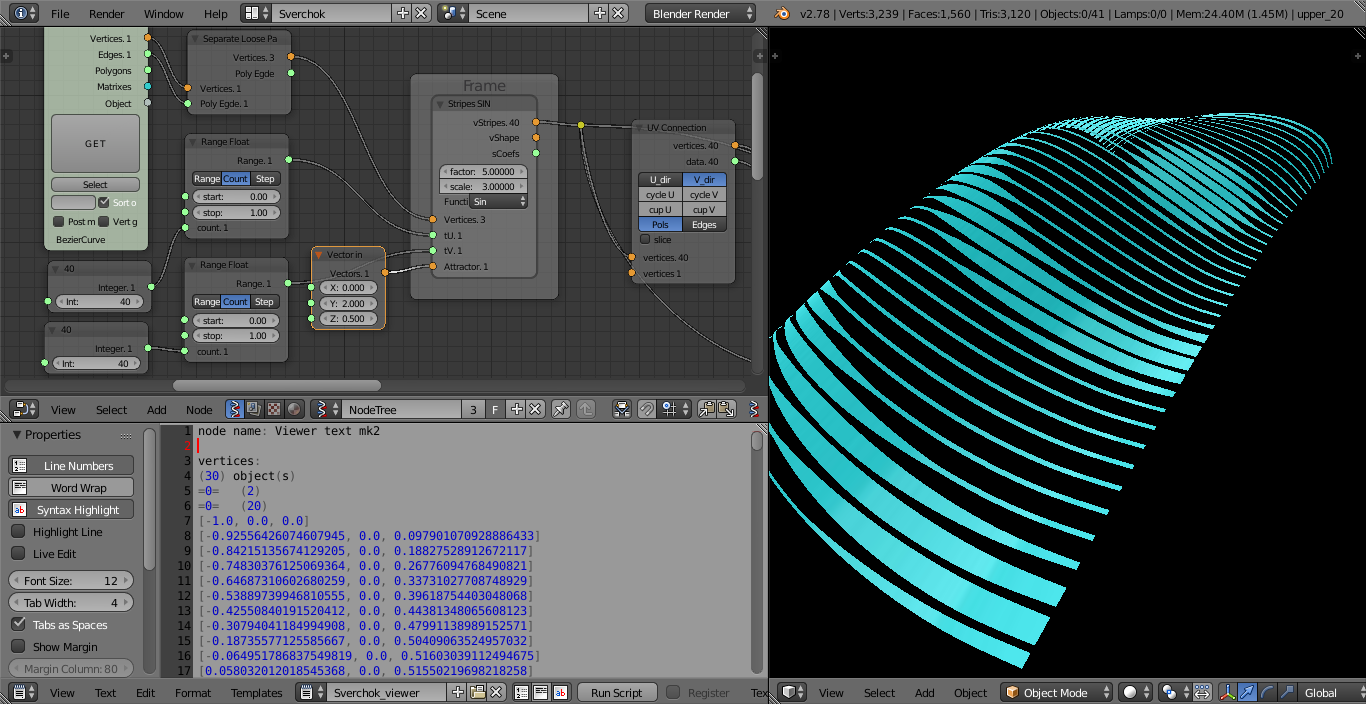 File Render Window Help Sverchok Scene Blender Render v2.78 | Verts:3,239 | Faces:1,560 | Tris:3,120 | Objects:0/41 | Lamps:0/0 | Mem:24.40M (1.45M) | upper_20
Vertices. 1
Edges. 1
Polygons
Matrixes
Object
GET
Select
Sort o
Post m Vert g
BezierCurve
Separate Loose Pa
Vertices. 3
Poly Egde
Vertices. 1
Poly Egde. 1
Range Float
Range. 1
Range Count Step
start: 0.00
stop: 1.00
count. 1
40
Integer. 1
Int: 40
40
Integer. 1
Int: 40
Range Float
Range. 1
Range Count Step
start: 0.00
stop: 1.00
count. 1
Vector in
Vectors. 1
X: 0.000
Y: 2.000
Z: 0.500
Frame
Stripes SIN
vStripes. 40
vShape
sCoefs
factor: 5.00000
scale: 3.00000
Functi Sin
Vertices. 3
tU. 1
tV. 1
Attractor. 1
UV Connection
vertices. 40
data. 40
U_dir V_dir
cycle U cycle V
cup U cup V
Pols Edges
slice
vertices. 40
vertices 1
View Select Add Node NodeTree 3 F
Properties
Line Numbers
Word Wrap
Syntax Highlight
Highlight Line
Live Edit
Font Size: 12
Tab Width: 4
Tabs as Spaces
Show Margin
Margin Column: 80
1 node name: Viewer text mk2
2
3 vertices:
4 (30) object(s)
5 =0= (2)
6 =0= (20)
7 [-1.0, 0.0, 0.0]
8 [-0.92556426074607945, 0.0, 0.097901070928886433]
9 [-0.84215135674129205, 0.0, 0.18827528912672117]
10 [-0.74830376125069364, 0.0, 0.26776094768490821]
11 [-0.64687310602680259, 0.0, 0.33731027708748929]
12 [-0.53889739946810555, 0.0, 0.39618754403048068]
13 [-0.42550840191520412, 0.0, 0.44381348065608123]
14 [-0.30794041184994908, 0.0, 0.47991138989152571]
15 [-0.18735577125585667, 0.0, 0.50409063524957032]
16 [-0.064951786837549819, 0.0, 0.51603039112494675]
17 [0.058032012018545368, 0.0, 0.51550219698218258]
View Text Edit Format Templates Sverchok_viewer Run Script Register Tex
View Select Add Object Object Mode Global